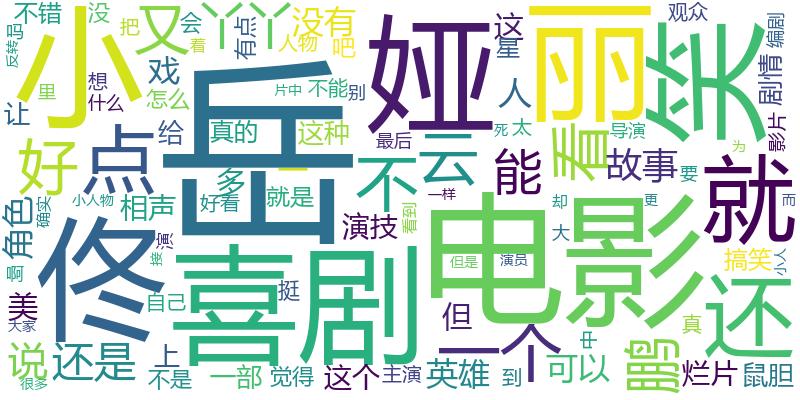 不错
没
把
又
丫丫
会
着
有点
没有
人物
吧
反转
吗
小
里
想
什么
让
戏
怎么
给
岳
真的
片中
不能
别
这种
好
点
多
就是
好看
小人物
确实
角色
相声
佟
喜剧
吊
美
大家
说
很多
还是
演
接
上
自己
不是
一部
觉得
挺
这个
主演
娅
这
星
人
太
死
最后
云
不
能
演技
看到
一样
但是
演员
电影
但
一个
英雄
到
可以
中
丽
笑
观众
编剧
剧情
影片
看
导演
故事
为
要
就
却
更
而
大
搞笑
小人
还
真
鹏
烂片
鼠胆